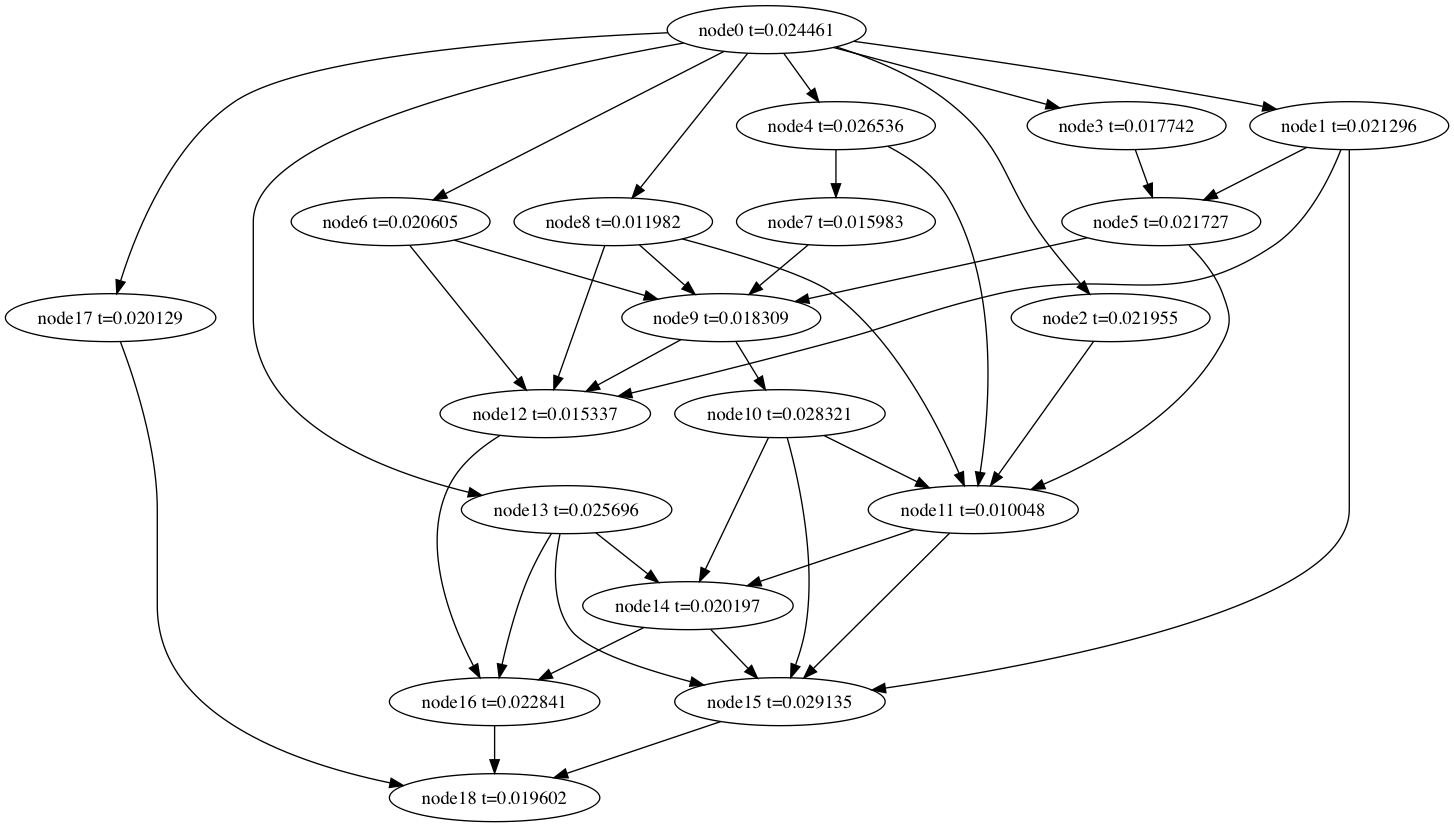 node0 t=0.024461
node4 t=0.026536
node3 t=0.017742
node1 t=0.021296
node6 t=0.020605
node8 t=0.011982
node7 t=0.015983
node5 t=0.021727
node17 t=0.020129
node9 t=0.018309
node2 t=0.021955
node12 t=0.015337
node10 t=0.028321
node13 t=0.025696
node11 t=0.010048
node14 t=0.020197
node16 t=0.022841
node15 t=0.029135
node18 t=0.019602